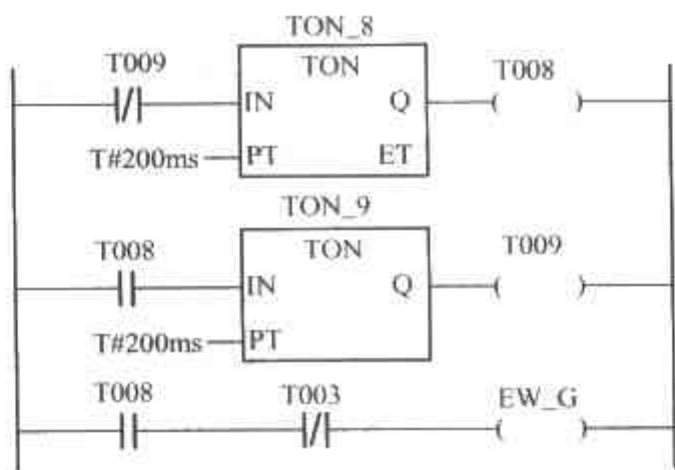 TON_8
T009 TON T008
IN Q
T#200ms PT ET
TON_9
T008 TON T009
IN Q
T#200ms PT
T008 T003 EW_G